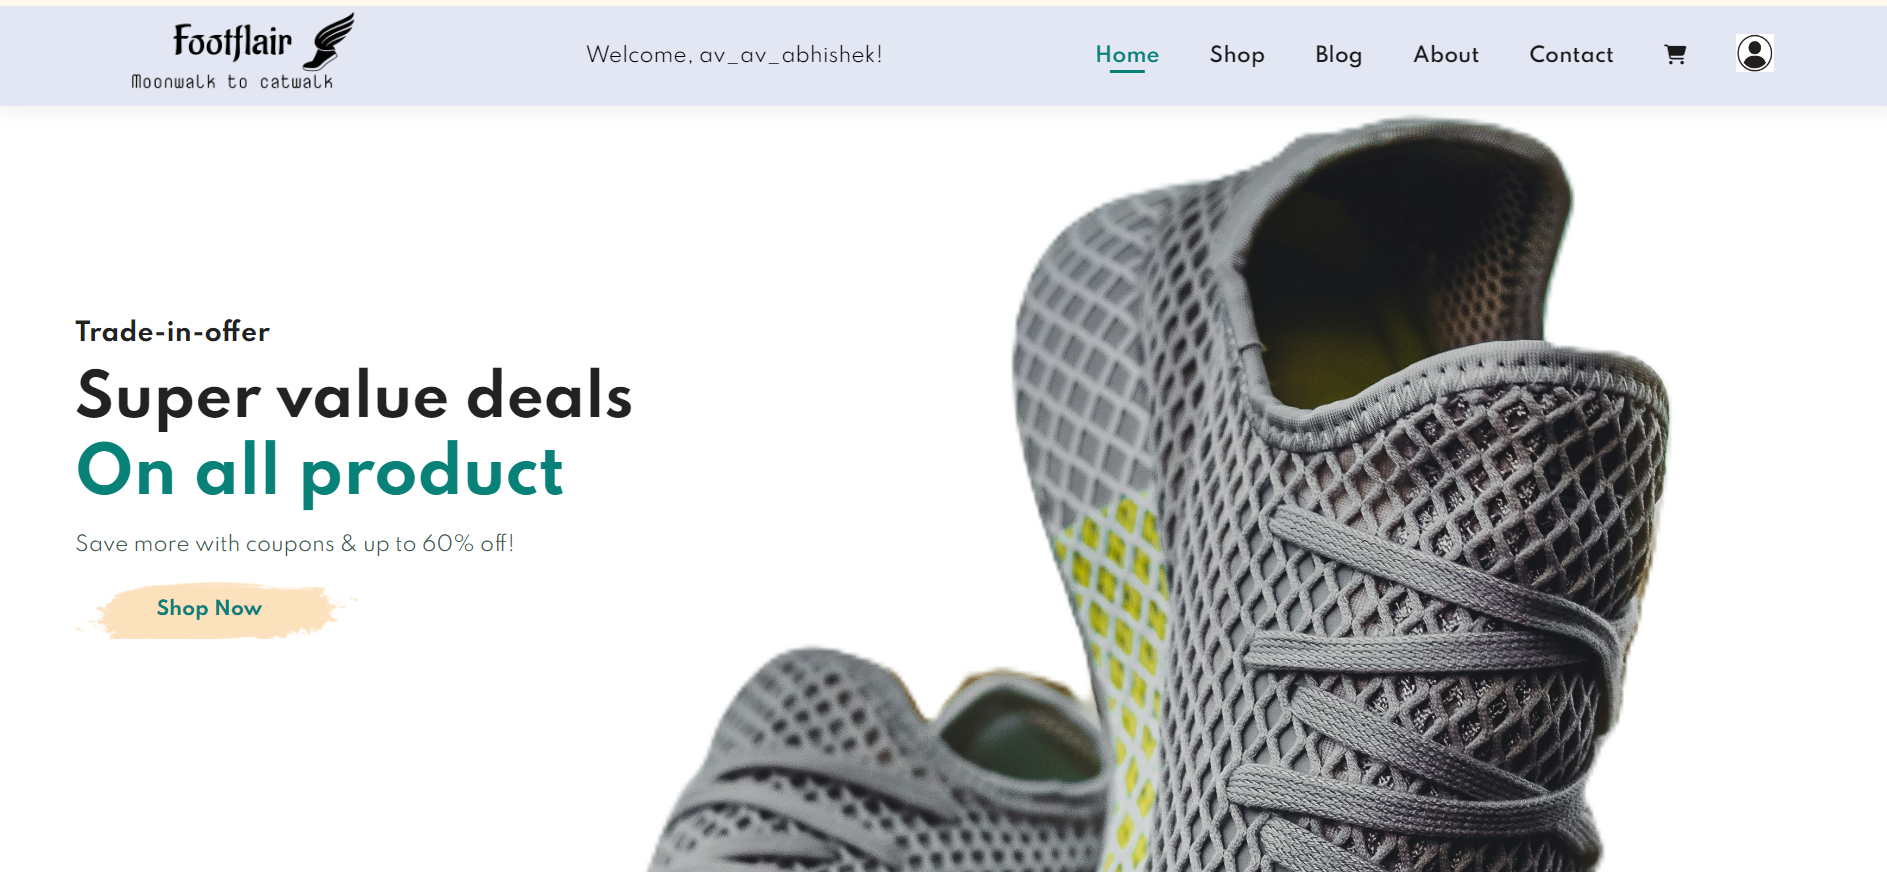 Footflair
Moonwalk to catwalk
Welcome, av_av_abhishek!
Home Shop Blog About Contact
Trade-in-offer
Super value deals
On all product
Save more with coupons & up to 60% off!
Shop Now